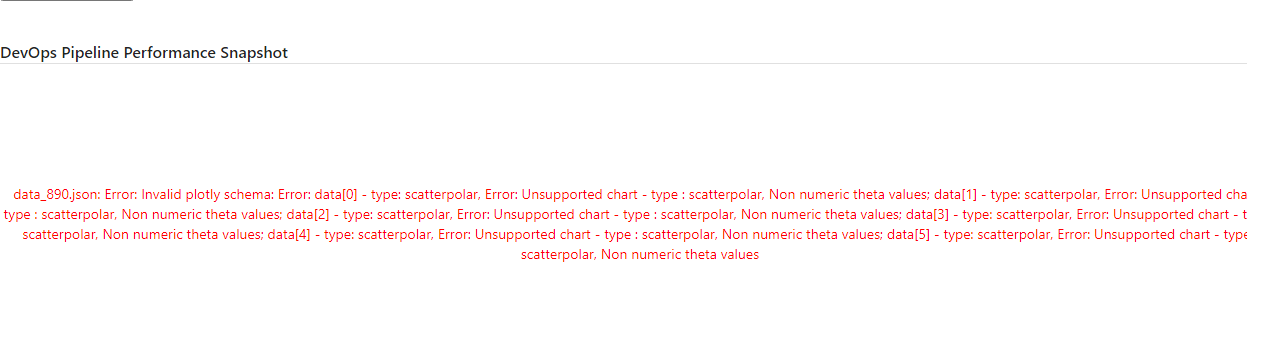 DevOps Pipeline Performance Snapshot
data_890.json: Error: Invalid plotly schema: Error: data[0] - type: scatterpolar, Error: Unsupported chart - type : scatterpolar, Non numeric theta values; data[1] - type: scatterpolar, Error: Unsupported cha
type : scatterpolar, Non numeric theta values; data[2] - type: scatterpolar, Error: Unsupported chart - type : scatterpolar, Non numeric theta values; data[3] - type: scatterpolar, Error: Unsupported chart - t
scatterpolar, Non numeric theta values; data[4] - type: scatterpolar, Error: Unsupported chart - type : scatterpolar, Non numeric theta values; data[5] - type: scatterpolar, Error: Unsupported chart - type
scatterpolar, Non numeric theta values